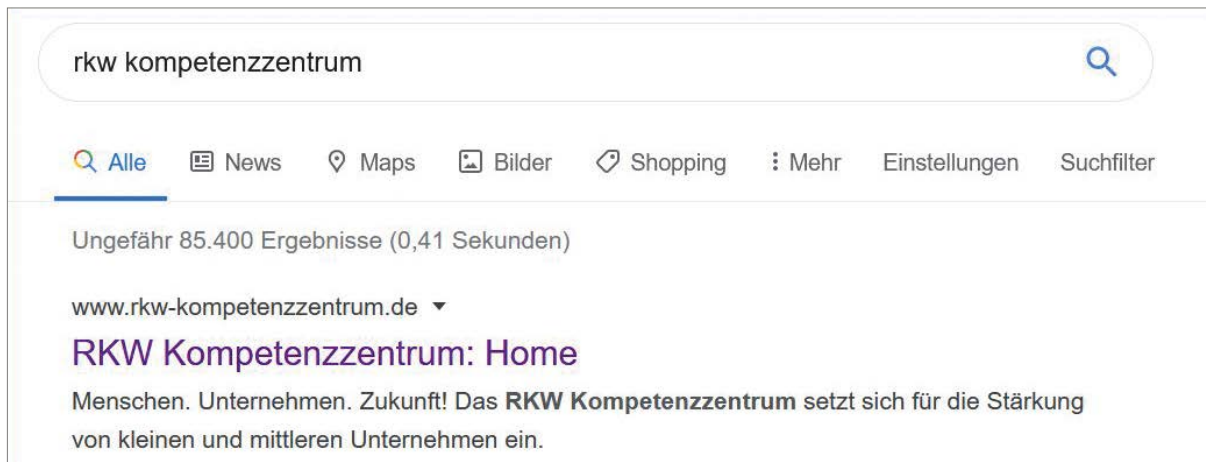 rkw kompetenzzentrum
Alle News Maps Bilder Shopping Mehr Einstellungen Suchfilter
Ungefähr 85.400 Ergebnisse (0,41 Sekunden)
www.rkw-kompetenzzentrum.de
RKW Kompetenzzentrum: Home
Menschen. Unternehmen. Zukunft! Das RKW Kompetenzzentrum setzt sich für die Stärkung
von kleinen und mittleren Unternehmen ein.